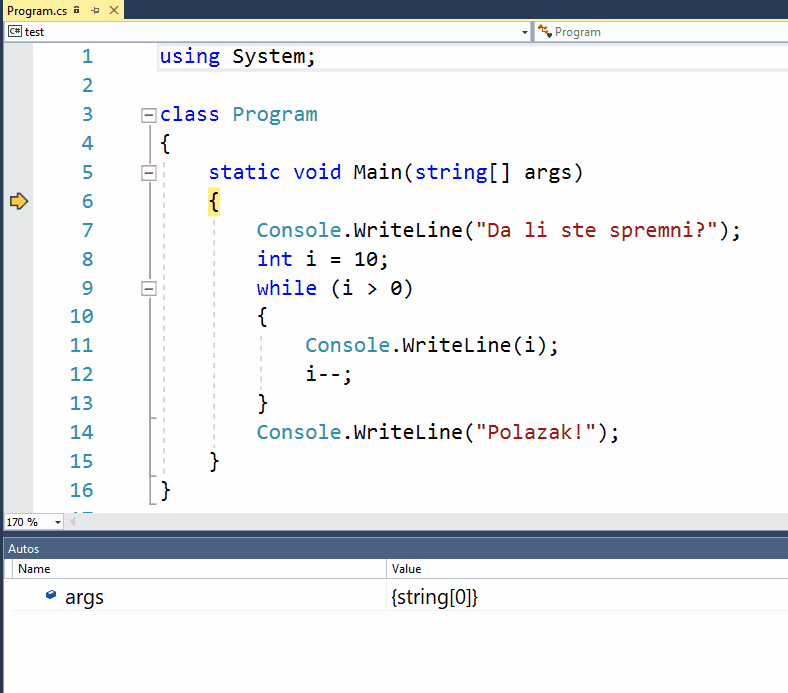 Program.cs
C# test Program
1 using System;
2
3 class Program
4 {
5 static void Main(string[] args)
6 {
7 Console.WriteLine("Da li ste spremni?");
8 int i = 10;
9 while (i > 0)
10 {
11 Console.WriteLine(i);
12 i--;
13 }
14 Console.WriteLine("Polazak!");
15 }
16 }
170 %
Autos
Name Value
args {string[0]}